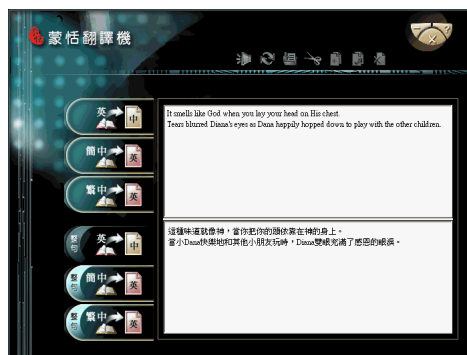 蒙恬翻譯機
英 中
簡中 英
繁中 英
整句 英 中
整句 簡中 英
整句 繁中 英
It smells like God when you lay your head on His chest.
Tears blurred Diana's eyes as Dana happily hopped down to play with the other children.
這種味道就像神，當你把你的頭依靠在神的身上。
當小Dana快樂地和其他小朋友玩時，Diana雙眼充滿了感恩的眼淚。